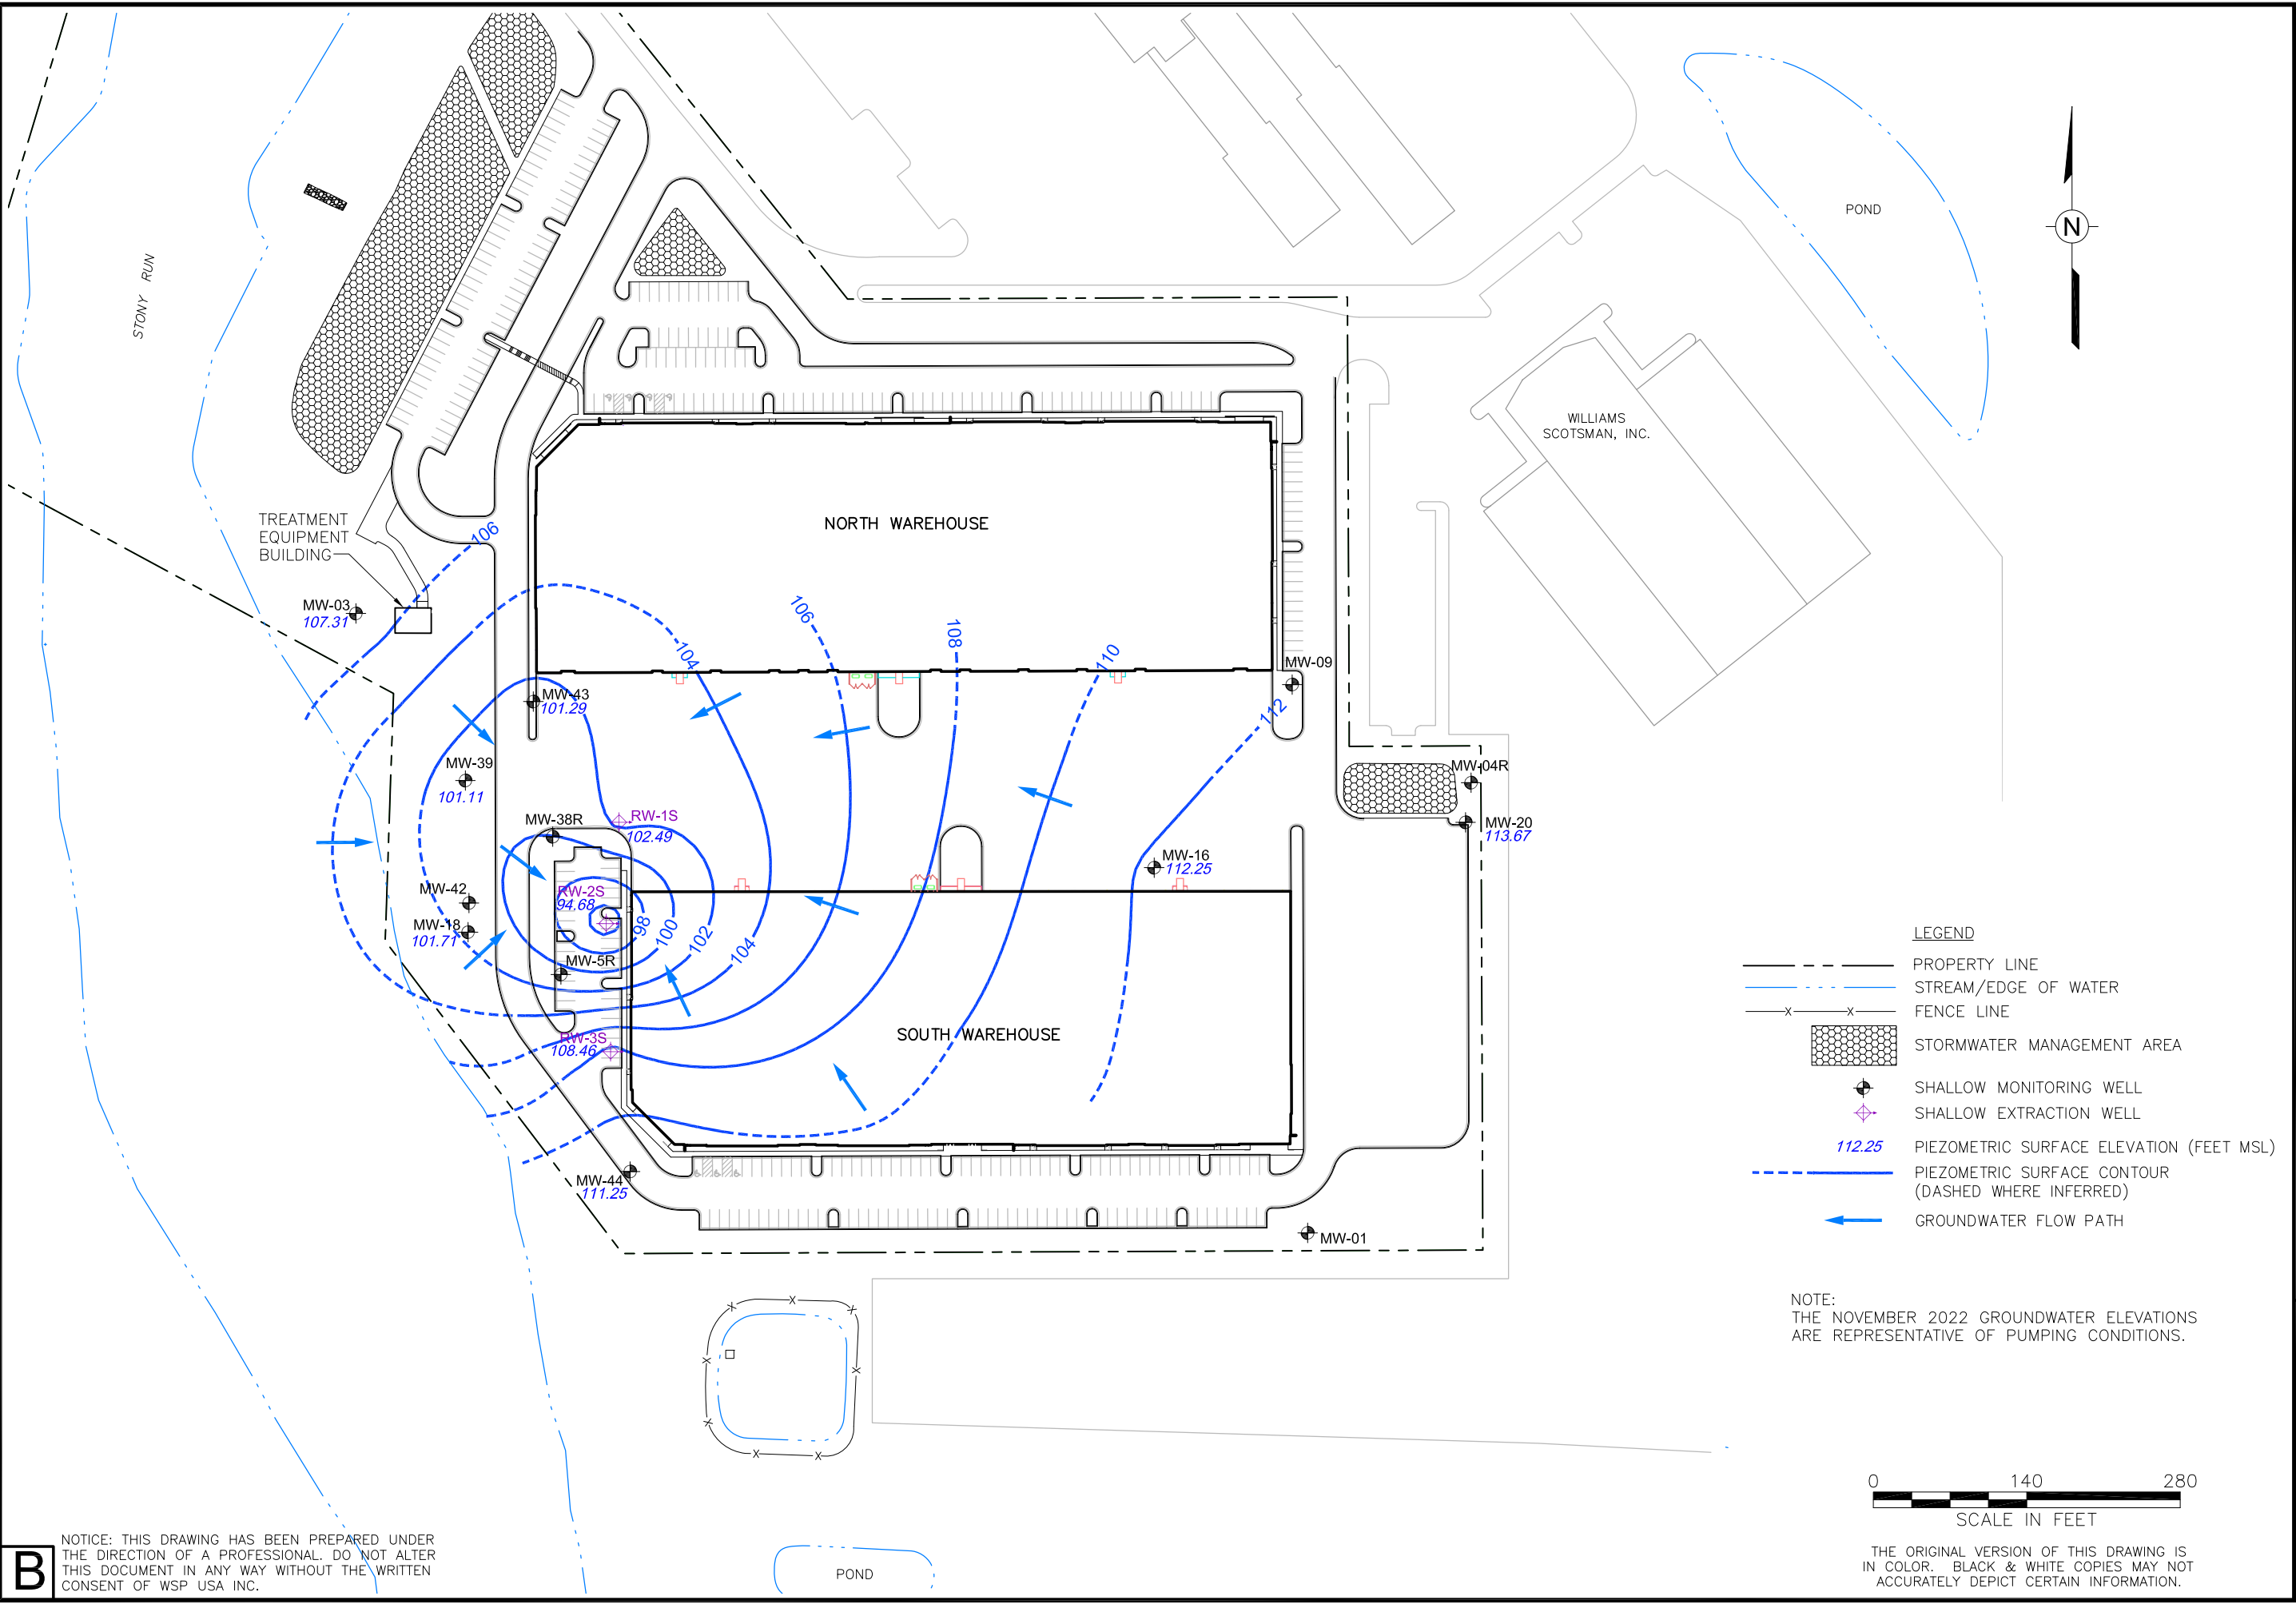 POND
N
STONY RUN
WILLIAMS
SCOTSMAN, INC.
TREATMENT
EQUIPMENT
BUILDING
106
NORTH WAREHOUSE
MW-03
107.31
106
108
104
110
112
MW-09
MW-43
101.29
MW-39
101.11
MW-04R
MW-38R
RW-1S
102.49
MW-20
113.67
MW-16
112.25
MW-42
RW-2S
94.68
MW-18
101.71
98
100
102
104
MW-5R
SOUTH WAREHOUSE
RW-3S
108.46
MW-44
111.25
MW-01
LEGEND
PROPERTY LINE
STREAM/EDGE OF WATER
X X FENCE LINE
STORMWATER MANAGEMENT AREA
SHALLOW MONITORING WELL
SHALLOW EXTRACTION WELL
112.25 PIEZOMETRIC SURFACE ELEVATION (FEET MSL)
PIEZOMETRIC SURFACE CONTOUR
(DASHED WHERE INFERRED)
GROUNDWATER FLOW PATH
NOTE:
THE NOVEMBER 2022 GROUNDWATER ELEVATIONS
ARE REPRESENTATIVE OF PUMPING CONDITIONS.
X X X
X X
X
X X
0 140 280
SCALE IN FEET
THE ORIGINAL VERSION OF THIS DRAWING IS
IN COLOR. BLACK & WHITE COPIES MAY NOT
ACCURATELY DEPICT CERTAIN INFORMATION.
POND
B
NOTICE: THIS DRAWING HAS BEEN PREPARED UNDER
THE DIRECTION OF A PROFESSIONAL. DO NOT ALTER
THIS DOCUMENT IN ANY WAY WITHOUT THE WRITTEN
CONSENT OF WSP USA INC.